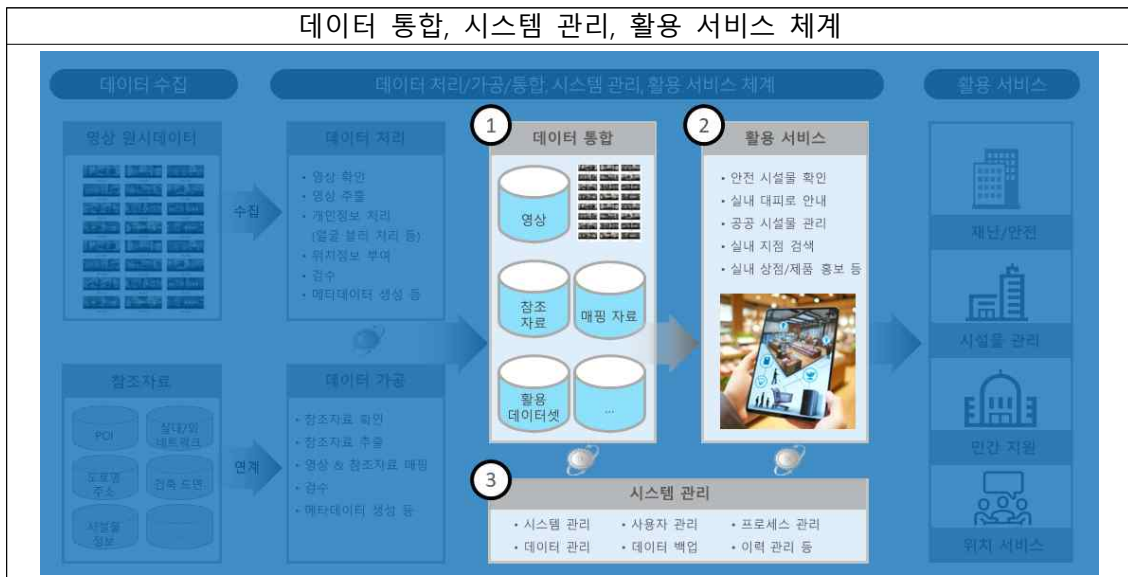 데이터 통합, 시스템 관리, 활용 서비스 체계
데이터 수집
데이터 처리/가공/통합, 시스템 관리, 활용 서비스 체계
활용 서비스
영상 원시데이터
수집
데이터 처리
• 영상 확인
• 영상 추출
• 개인정보 처리
(얼굴 블러 처리 등)
• 위치정보 부여
• 검수
• 메타데이터 생성 등
참조자료
POI
실내/외
네트워크
도로명
주소
건축 도면
시설물
정보
연계
데이터 가공
• 참조자료 확인
• 참조자료 추출
• 영상 & 참조자료 매핑
• 검수
• 메타데이터 생성 등
1
데이터 통합
영상
참조
자료
매핑 자료
활용
데이터셋
...
2
활용 서비스
• 안전 시설물 확인
• 실내 대피로 안내
• 공공 시설물 관리
• 실내 지점 검색
• 실내 상점/제품 홍보 등
3
시스템 관리
• 시스템 관리 • 사용자 관리 • 프로세스 관리
• 데이터 관리 • 데이터 백업 • 이력 관리 등
재난/안전
시설물 관리
민간 지원
위치 서비스